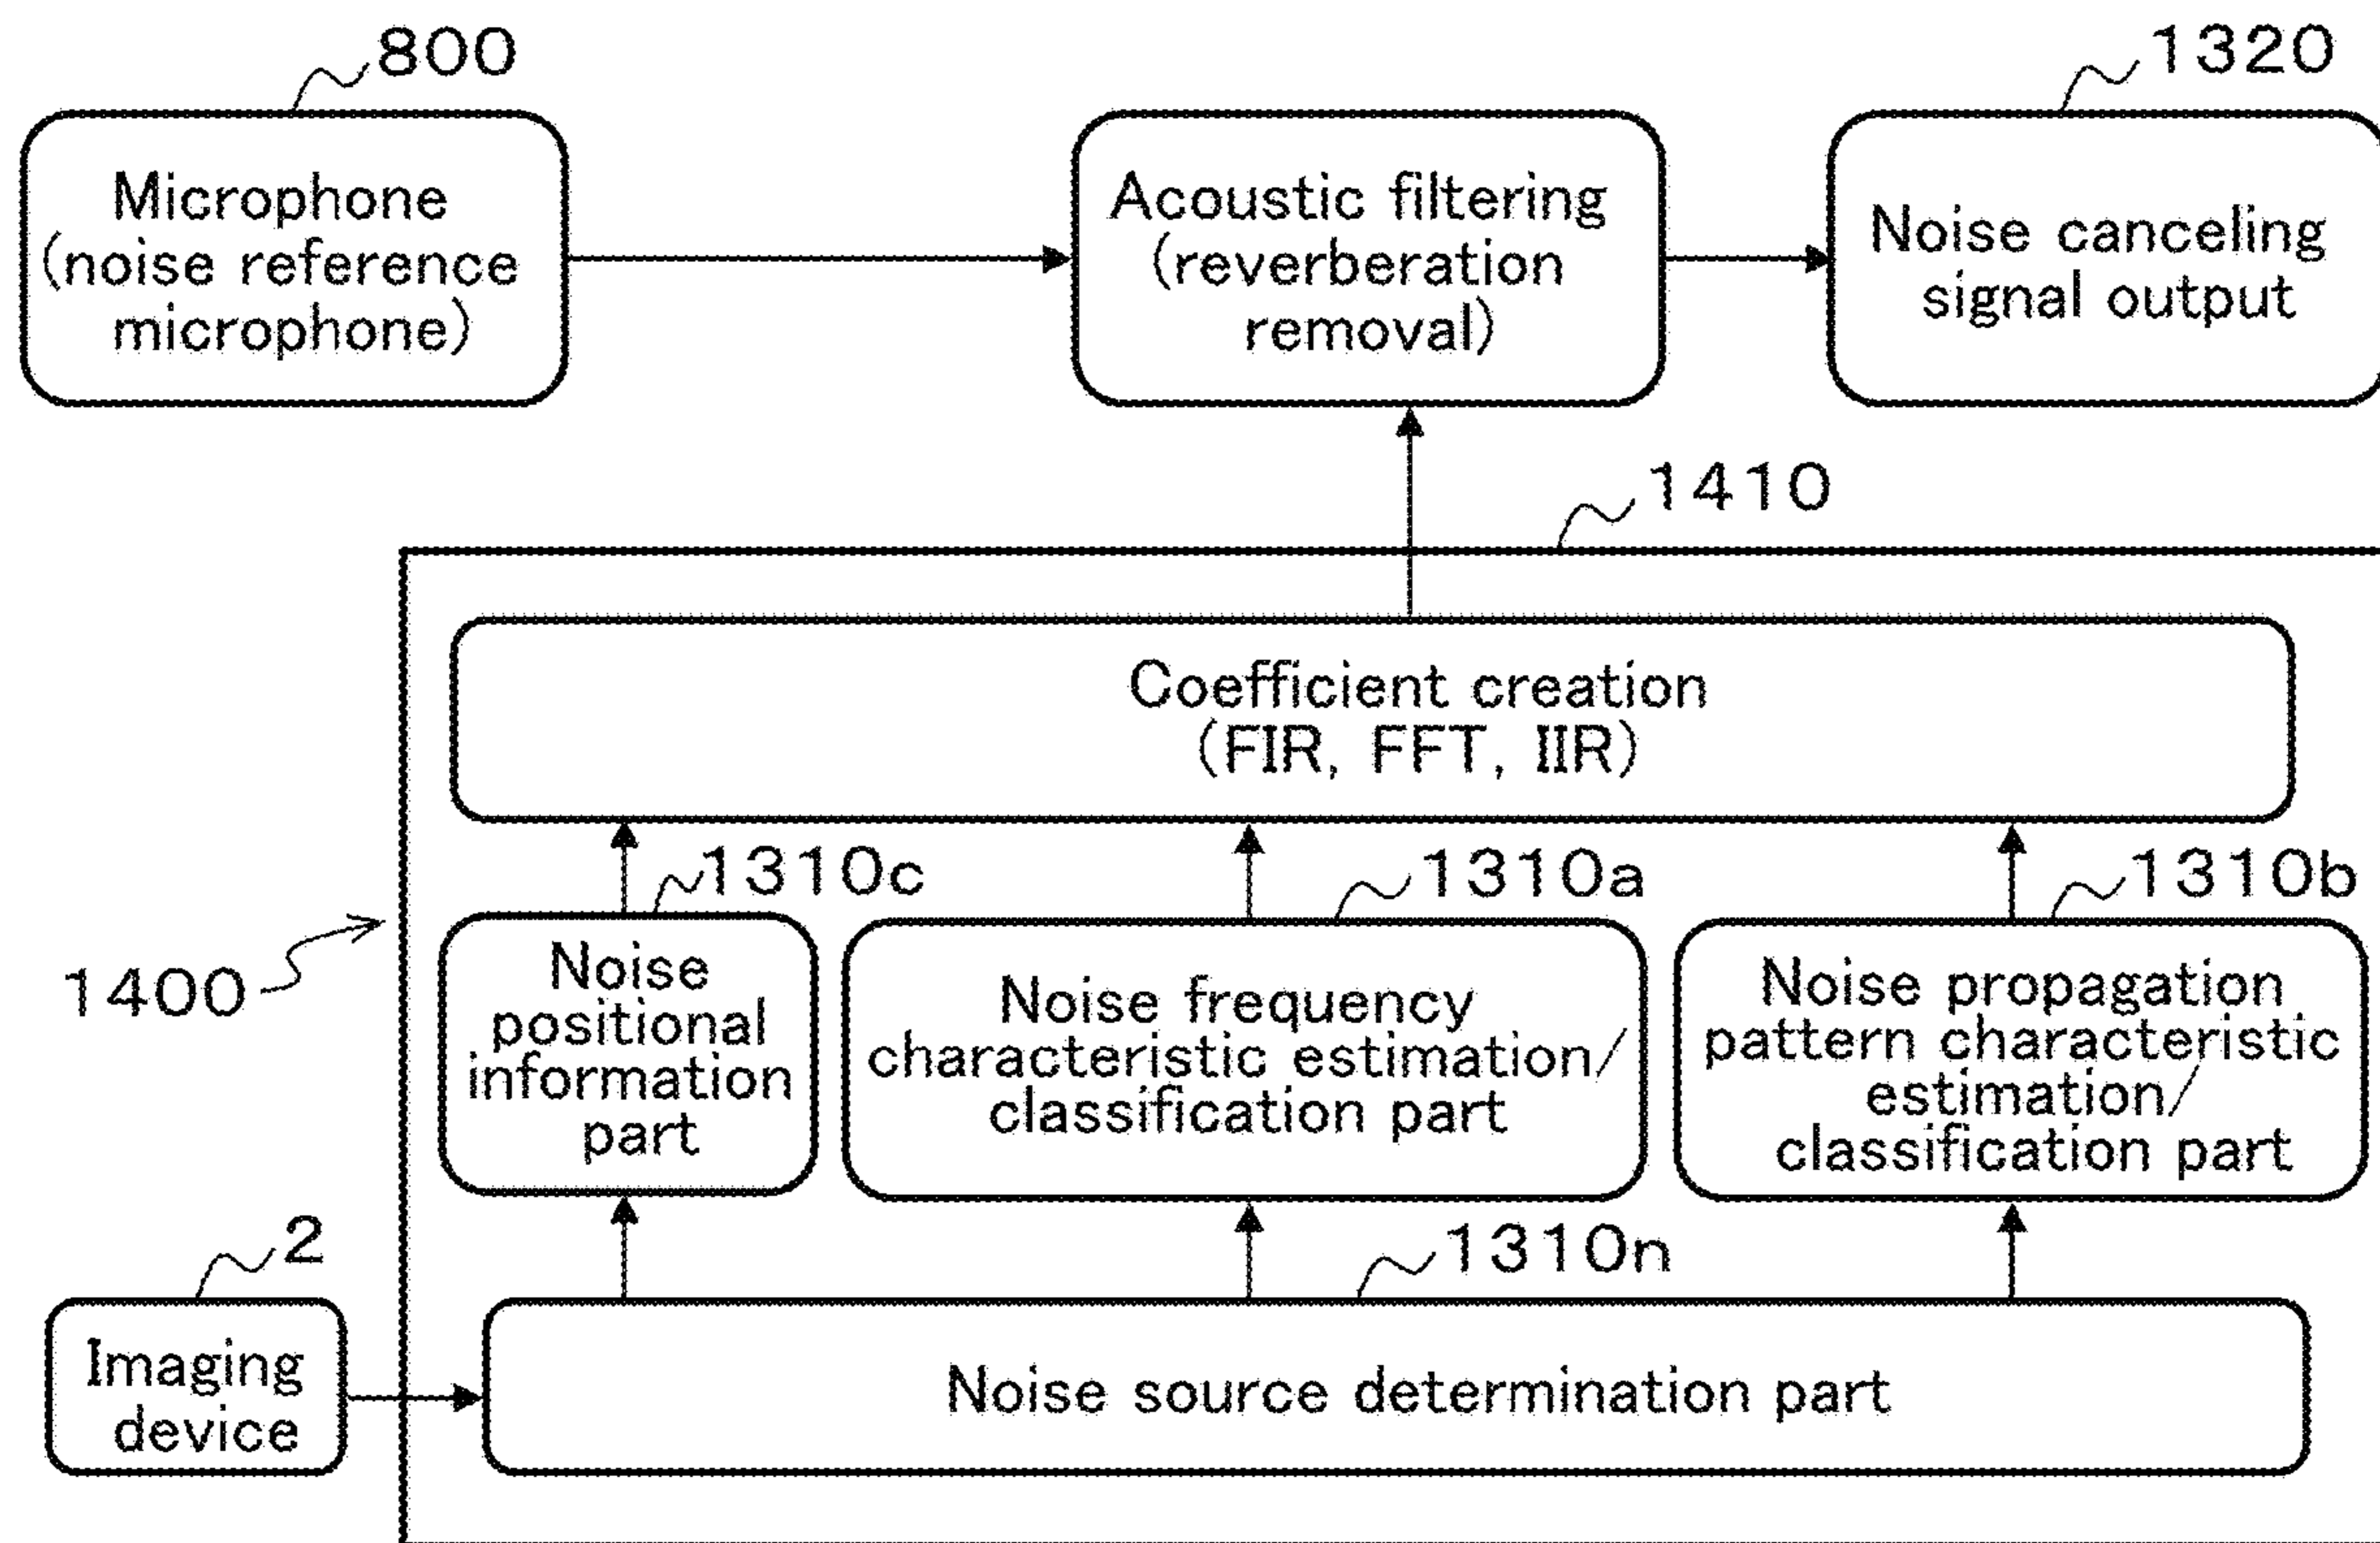 800
1320
Microphone
(noise reference
microphone)
Acoustic filtering
(reverberation
removal)
Noise canceling
signal output
1410
Coefficient creation
(FIR, FFT, IIR)
1310c
1310a
1310b
1400
Noise
positional
information
part
Noise frequency
characteristic estimation/
classification part
Noise propagation
pattern characteristic
estimation/
classification part
2
1310n
Imaging
device
Noise source determination part